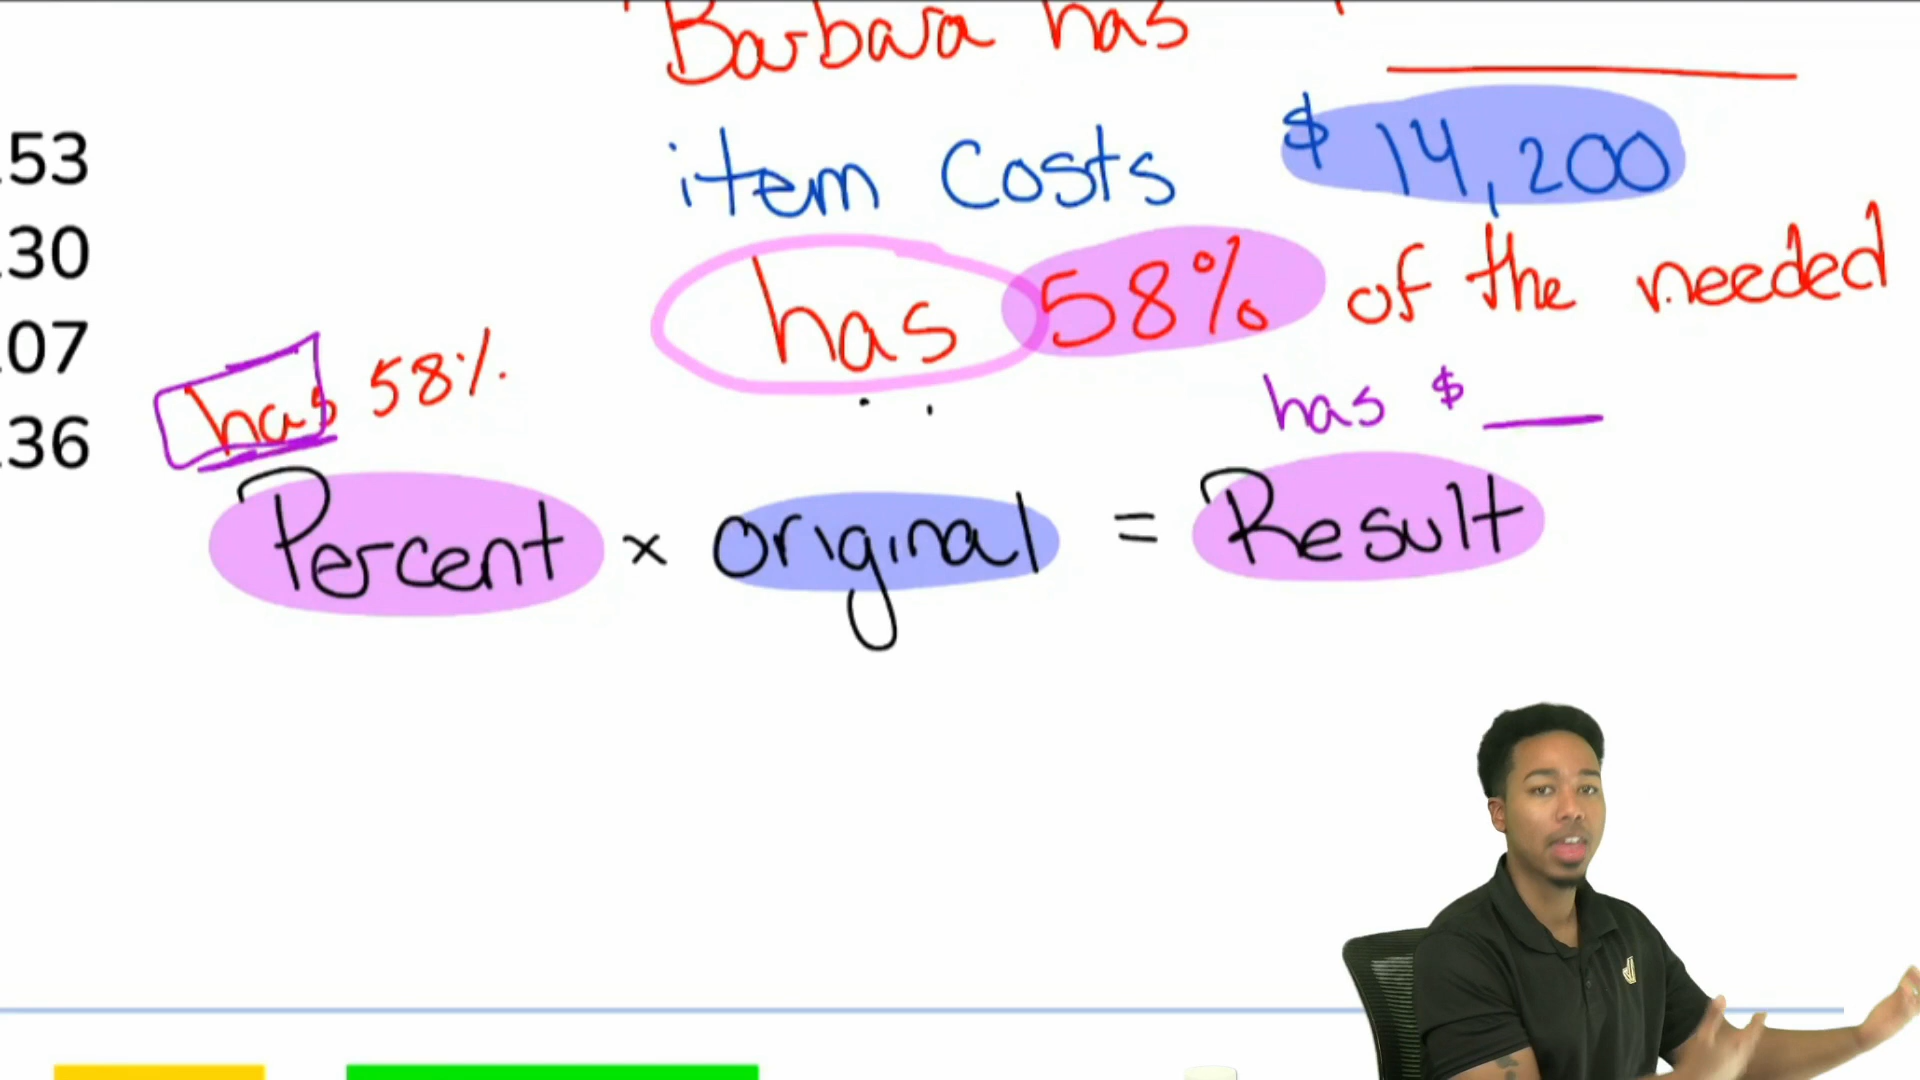 Barbara has
.53
item costs $14,200
.30
has 58% of the needed
.07
has 58%
has $
.36
Percent x original = Result